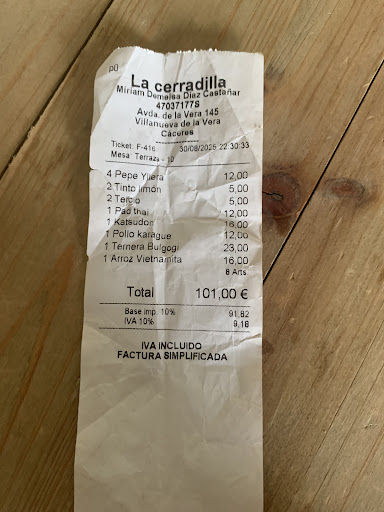 La cerradilla
Miriam Demelsa Diaz Castañar
47037177S
Avda. de la Vera 145
Villanueva de la Vera
Cáceres
Ticket: F-416 30/08/2025 22:30:33
Mesa: Terraza - 10
4 Pepe Yllera 12,00
2 Tinto limón 5,00
2 Tercio 5,00
1 Pad thai 12,00
1 Katsudon 16,00
1 Pollo karague 12,00
1 Ternera Bulgogi 23,00
1 Arroz Vietnamita 16,00
8 Arts.
Total 101,00 €
Base imp. 10% 91,82
IVA 10% 9,18
IVA INCLUIDO
FACTURA SIMPLIFICADA